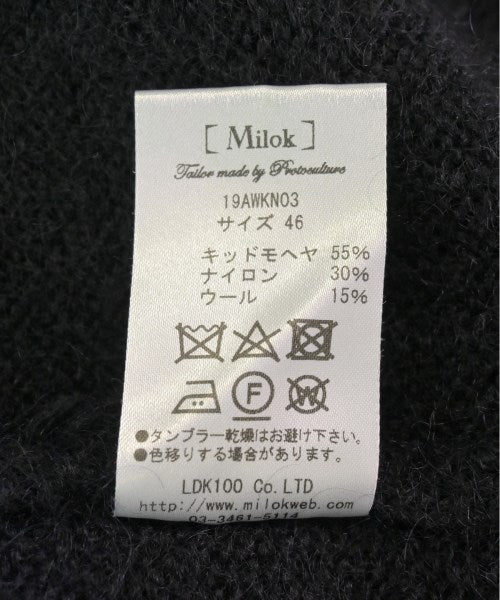 [ Milok ]
Tailor made by Protoculture
19AWKN03
サイズ 46
キッドモヘヤ 55%
ナイロン 30%
ウール 15%
F W
●タンブラー乾燥はお避け下さい。
●色移りする場合があります。
LDK100 Co.LTD
http://www.milokweb.com
03-3461-5114